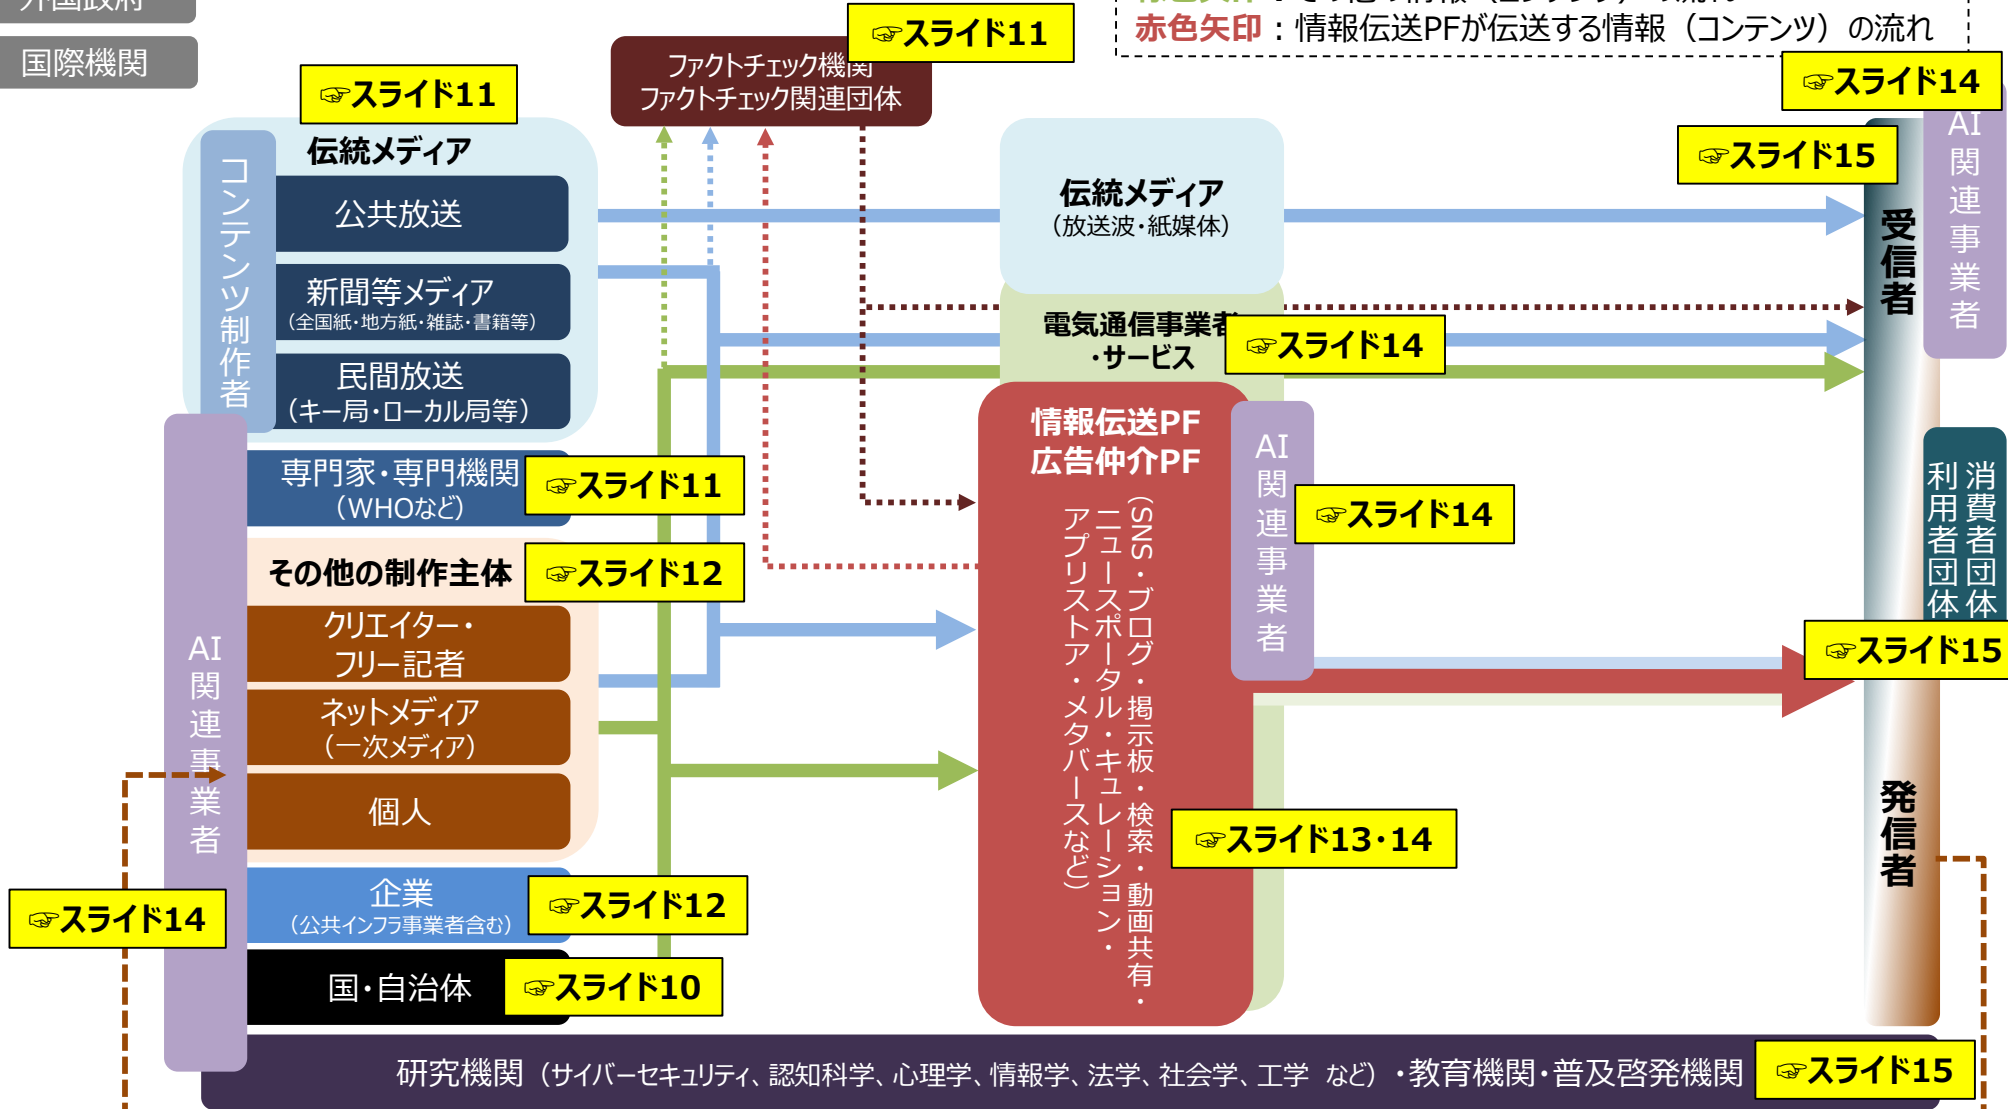 外国政府
国際機関
赤色矢印：情報伝送PFが伝送する情報（コンテンツ）の流れ
☞スライド11
ファクトチェック機関
ファクトチェック関連団体
☞スライド11
伝統メディア
コンテンツ制作者
公共放送
新聞等メディア
（全国紙・地方紙・雑誌・書籍等）
民間放送
（キー局・ローカル局等）
専門家・専門機関
（WHOなど）
☞スライド11
その他の制作主体
☞スライド12
クリエイター・
フリー記者
ネットメディア
（一次メディア）
個人
企業
（公共インフラ事業者含む）
☞スライド12
国・自治体
☞スライド10
AI関連事業者
☞スライド14
伝統メディア
（放送波・紙媒体）
電気通信事業者
・サービス
☞スライド14
情報伝送PF
広告仲介PF
（SNS・ブログ・掲示板・検索・動画共有・
ニュースポータル・キュレーション・
アプリストア・メタバースなど）
AI関連事業者
☞スライド14
☞スライド13・14
☞スライド14
AI関連事業者
☞スライド15
受信者
消費者団体
利用者団体
☞スライド15
発信者
研究機関（サイバーセキュリティ、認知科学、心理学、情報学、法学、社会学、工学 など）・教育機関・普及啓発機関
☞スライド15